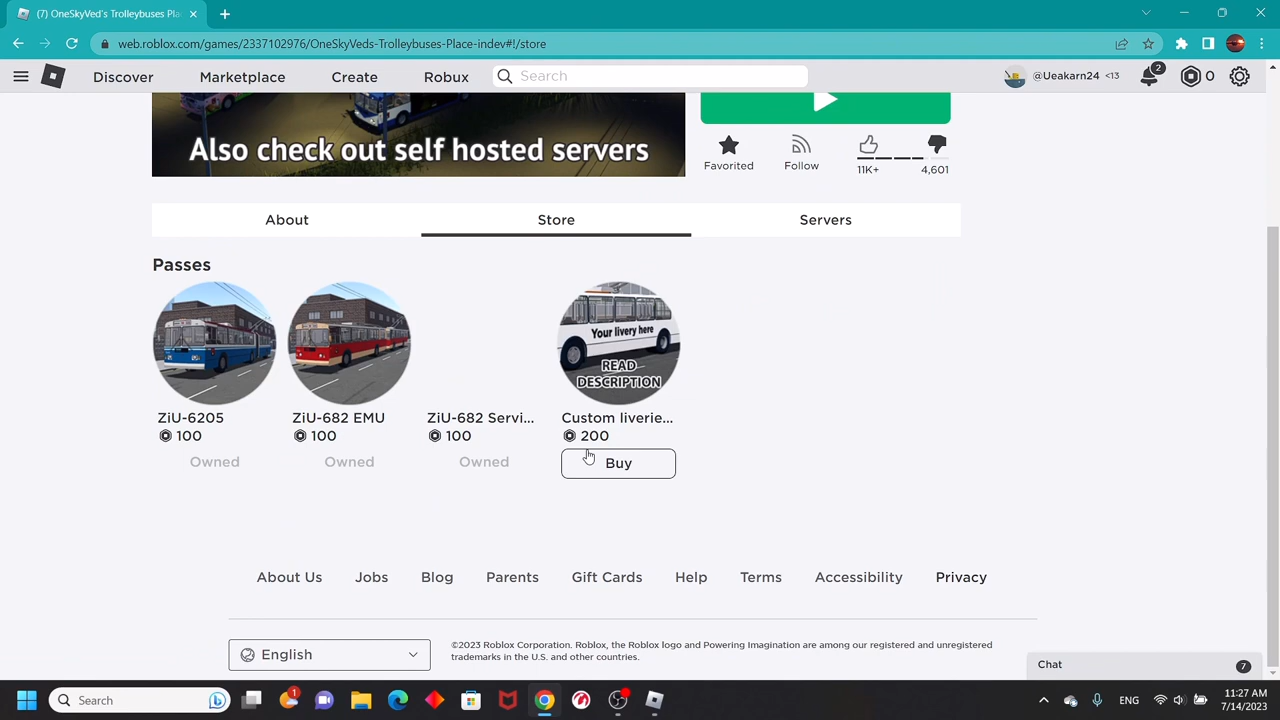 (7) OneSkyVed's Trolleybuses Pla
web.roblox.com/games/2337102976/OneSkyVeds-Trolleybuses-Place-indev#!/store
Discover
Marketplace
Create
Robux
Search
@Ueakarn24 <13
2
0
Also check out self hosted servers
Favorited
Follow
11K+
4,601
About
Store
Servers
Passes
Your livery here
READ
DESCRIPTION
ZiU-6205
ZiU-682 EMU
ZiU-682 Servi...
Custom liverie...
100
100
100
200
Owned
Owned
Owned
Buy
About Us
Jobs
Blog
Parents
Gift Cards
Help
Terms
Accessibility
Privacy
English
©2023 Roblox Corporation. Roblox, the Roblox logo and Powering Imagination are among our registered and unregistered
trademarks in the U.S. and other countries.
Chat
7
Search
1
ENG
11:27 AM
7/14/2023